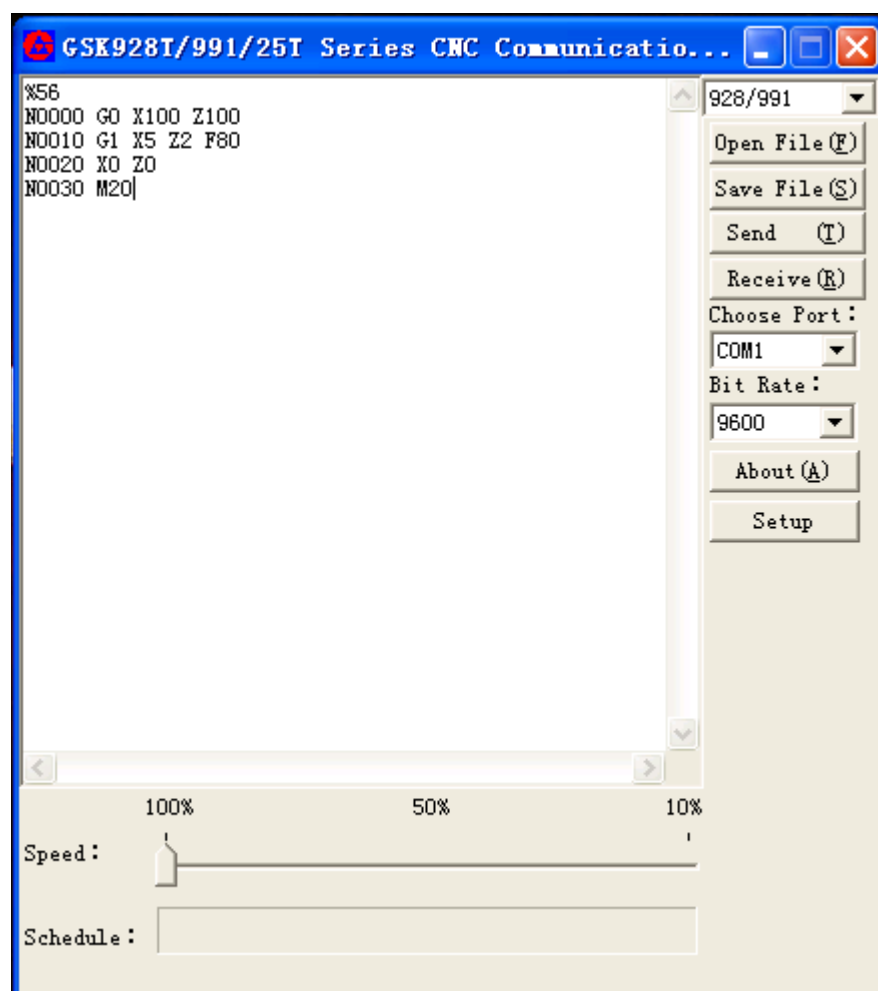 GSK928T/991/25T Series CNC Communicatio...
%56
N0000 G0 X100 Z100
N0010 G1 X5 Z2 F80
N0020 X0 Z0
N0030 M20
928/991
Open File(F)
Save File(S)
Send (T)
Receive(R)
Choose Port:
COM1
Bit Rate:
9600
About(A)
Setup
100% 50% 10%
Speed:
Schedule: